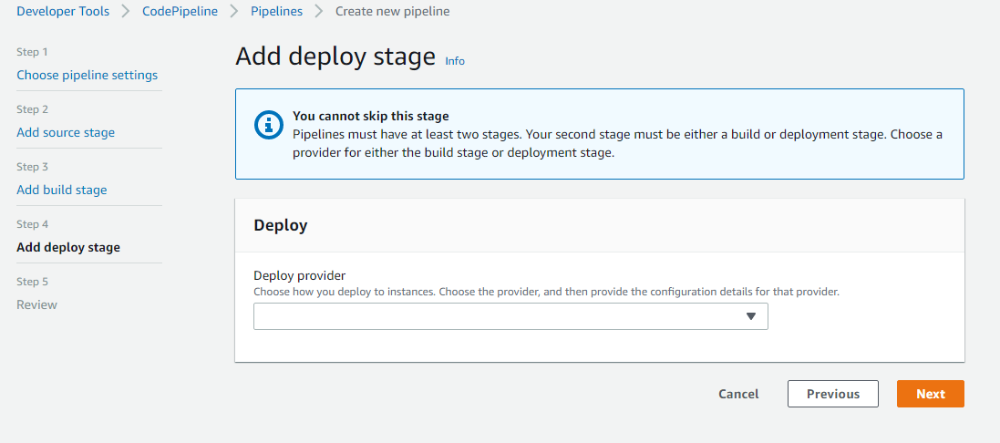 Developer Tools > CodePipeline > Pipelines > Create new pipeline
Step 1
Choose pipeline settings
Step 2
Add source stage
Step 3
Add build stage
Step 4
Add deploy stage
Step 5
Review
Add deploy stage Info
You cannot skip this stage
Pipelines must have at least two stages. Your second stage must be either a build or deployment stage. Choose a
provider for either the build stage or deployment stage.
Deploy
Deploy provider
Choose how you deploy to instances. Choose the provider, and then provide the configuration details for that provider.
Cancel Previous Next